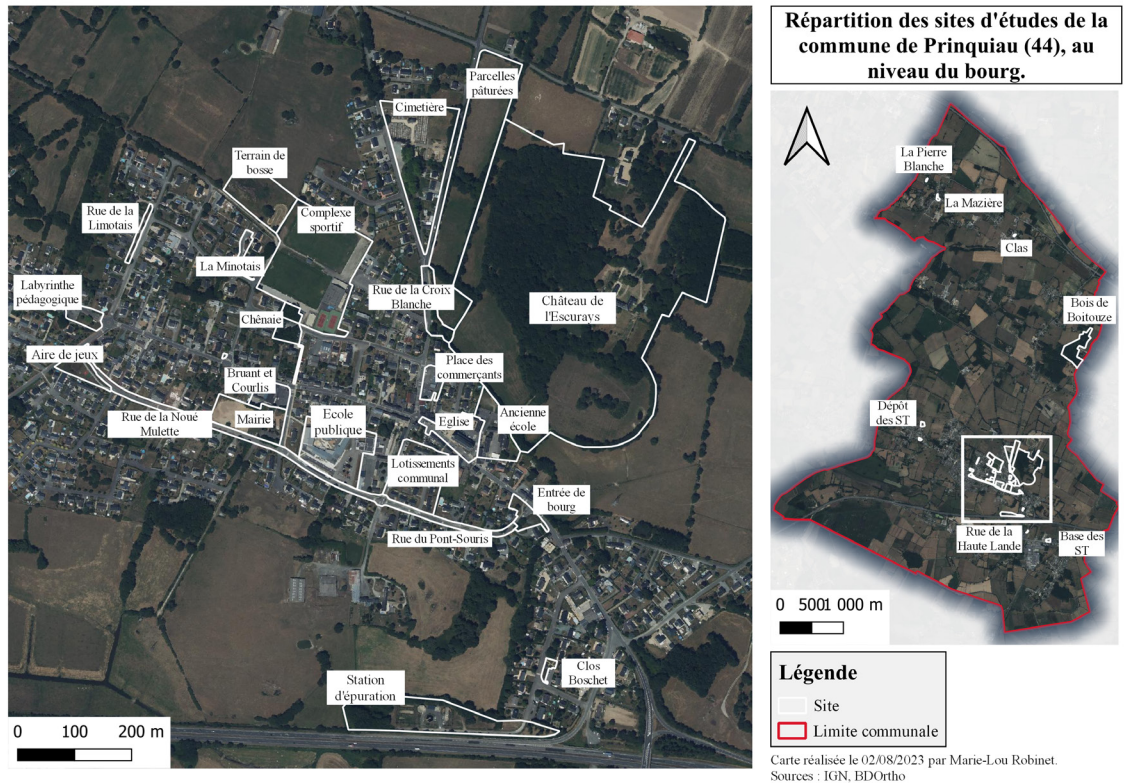 Répartition des sites d'études de la
commune de Prinquiau (44), au
niveau du bourg.
Parcelles
pâturées
Cimetière
Terrain de
bosse
Rue de la
Limotais
Complexe
sportif
La Minotais
Labyrinthe
pédagogique
Rue de la Croix
Blanche
Château de
l'Escurays
Chênaie
Aire de jeux
Bruant et
Courlis
Place des
commerçants
Rue de la Noué
Mulette
Mairie
Ecole
publique
Eglise
Ancienne
école
Lotissements
communal
Entrée de
bourg
Rue du Pont-Souris
Clos
Boschet
Station
d'épuration
0 100 200 m
La Pierre
Blanche
La Mazière
Clas
Bois de
Boitouze
Dépôt
des ST
Rue de la
Haute Lande
Base des
ST
0 5001 000 m
Légende
Site
Limite communale
Carte réalisée le 02/08/2023 par Marie-Lou Robinet.
Sources : IGN, BDOrtho